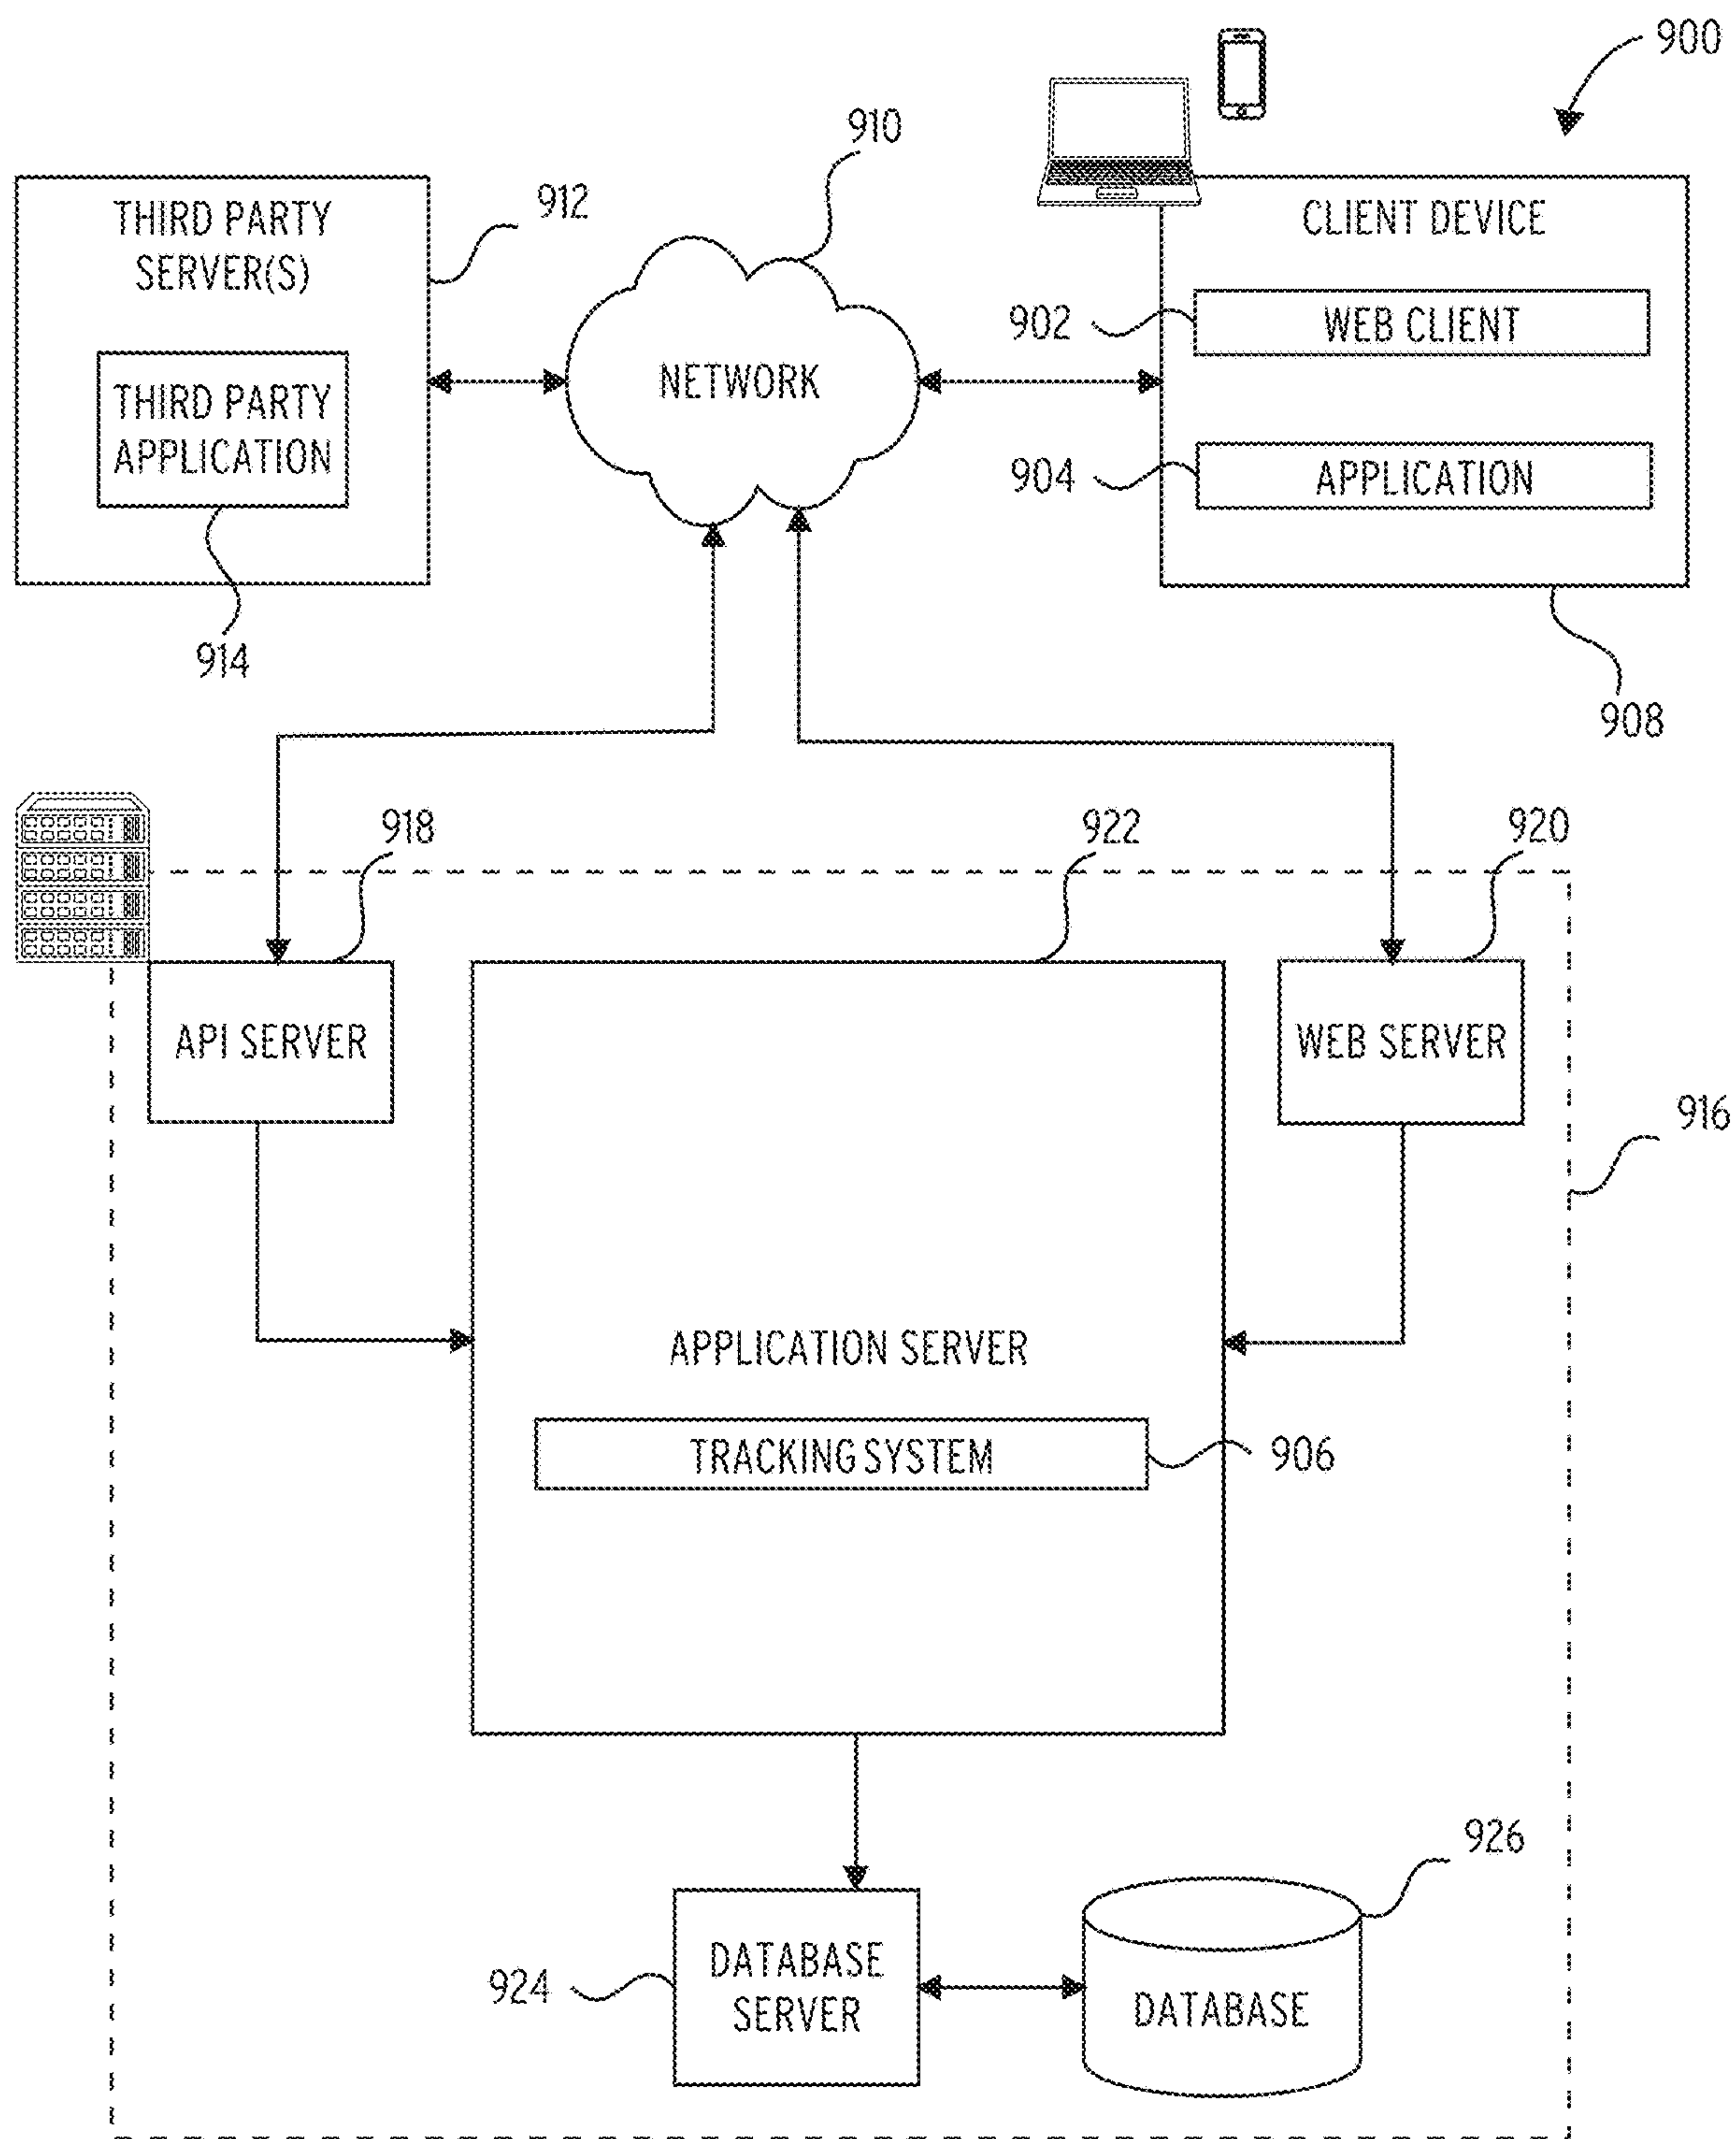 900
910
THIRD PARTY
SERVER(S)
912
CLIENT DEVICE
902
WEB CLIENT
NETWORK
THIRD PARTY
APPLICATION
904
APPLICATION
914
908
918
922
920
API SERVER
WEB SERVER
916
APPLICATION SERVER
TRACKING SYSTEM
906
926
924
DATABASE
SERVER
DATABASE